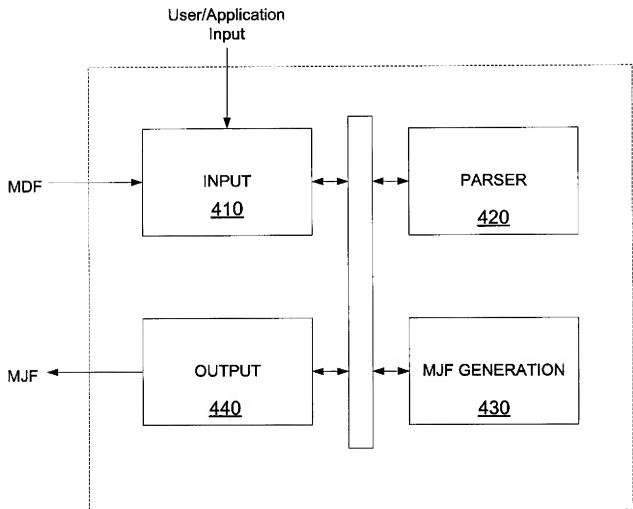 User/Application
Input
MDF
INPUT
410
PARSER
420
MJF
OUTPUT
440
MJF GENERATION
430